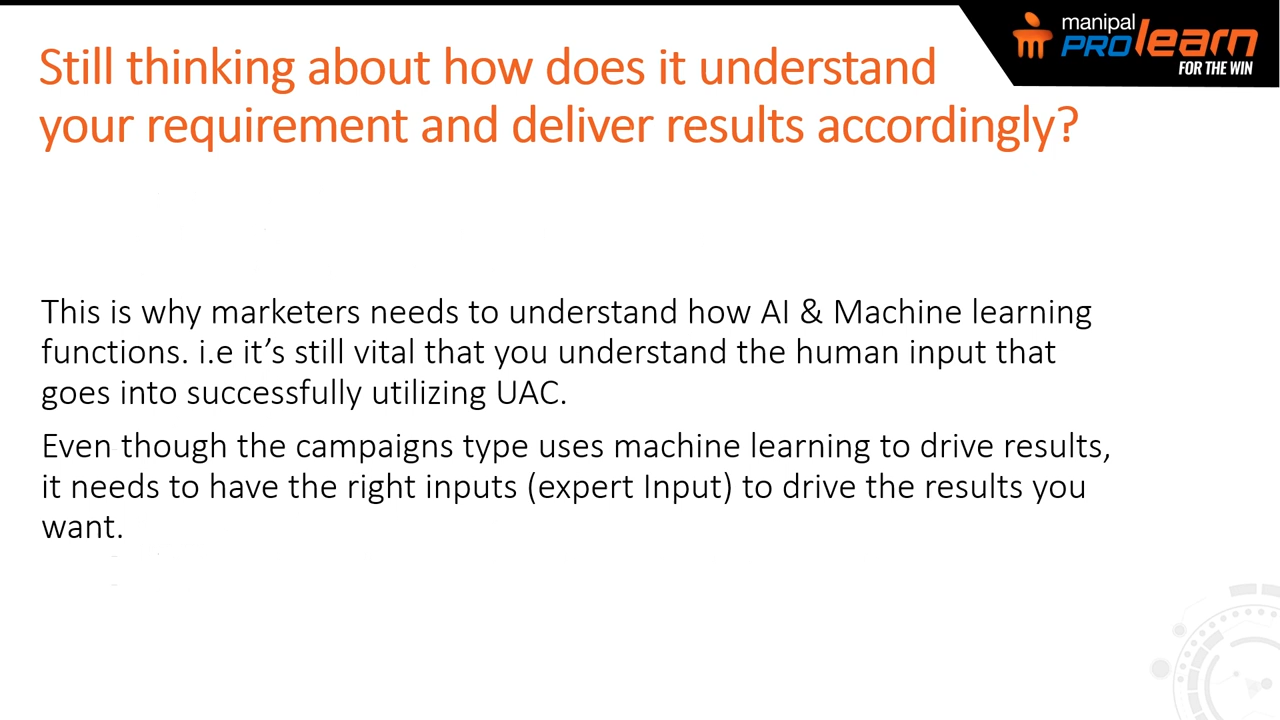 manipal
PROlearn
FOR THE WIN
Still thinking about how does it understand
your requirement and deliver results accordingly?
This is why marketers needs to understand how AI & Machine learning
functions. i.e it’s still vital that you understand the human input that
goes into successfully utilizing UAC.
Even though the campaigns type uses machine learning to drive results,
it needs to have the right inputs (expert Input) to drive the results you
want.